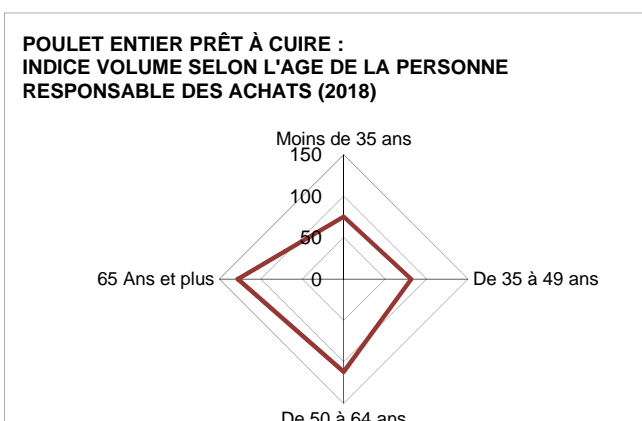 POULET ENTIER PRÊT À CUIRE :
INDICE VOLUME SELON L'AGE DE LA PERSONNE
RESPONSABLE DES ACHATS (2018)
Moins de 35 ans
150
100
50
65 Ans et plus
0
De 35 à 49 ans
De 50 à 64 ans